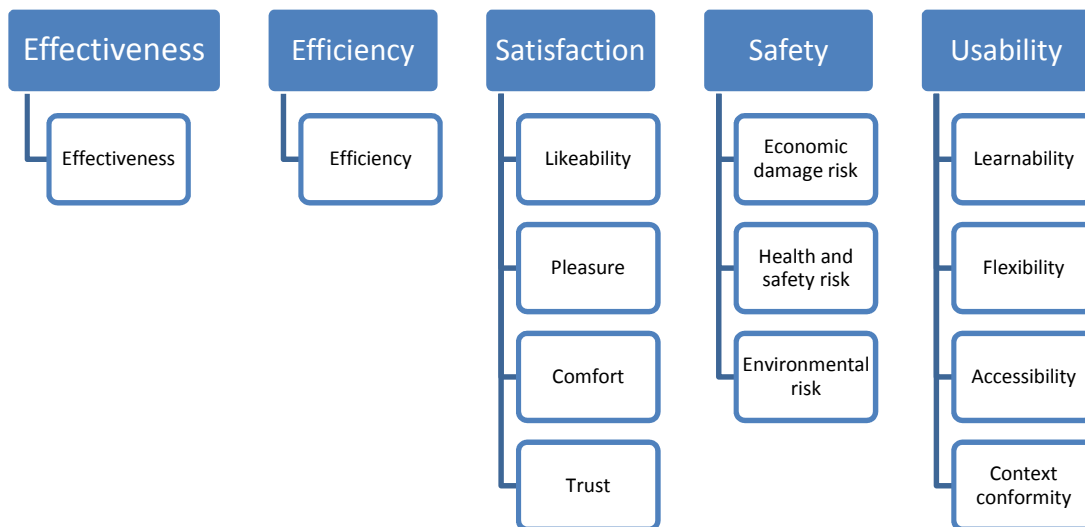 Effectiveness
Effectiveness
Efficiency
Efficiency
Satisfaction
Likeability
Pleasure
Comfort
Trust
Safety
Economic
damage risk
Health and
safety risk
Environmental
risk
Usability
Learnability
Flexibility
Accessibility
Context
conformity